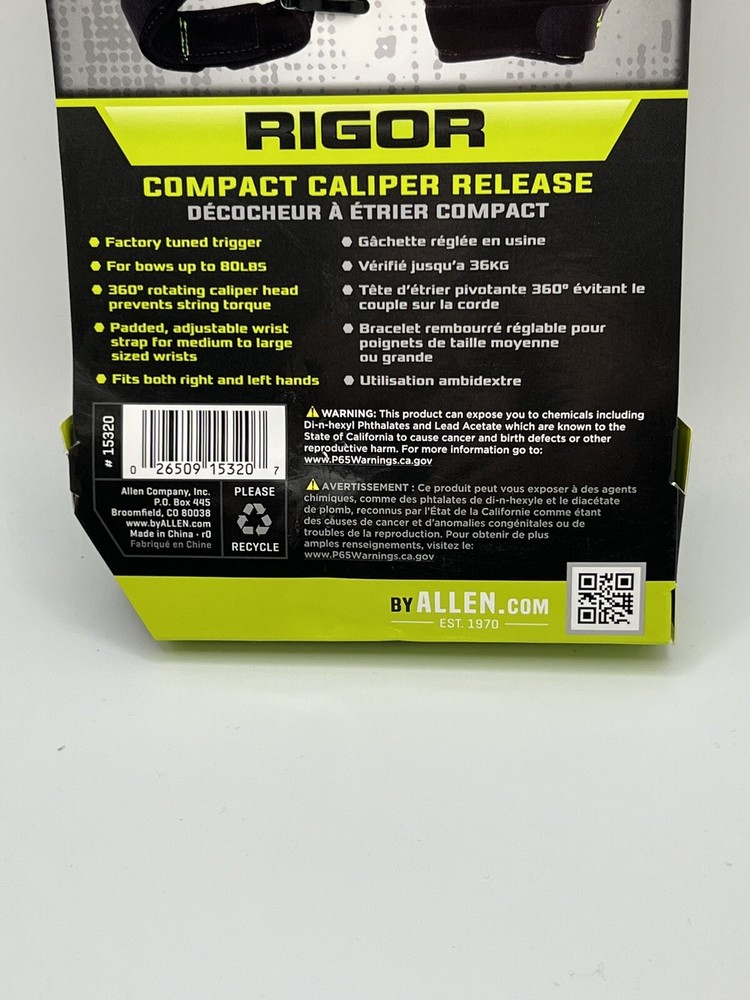 RIGOR
COMPACT CALIPER RELEASE
DÉCOCHEUR À ÉTRIER COMPACT
Factory tuned trigger
For bows up to 80LBS
360° rotating caliper head
prevents string torque
Padded, adjustable wrist
strap for medium to large
sized wrists
Fits both right and left hands
Gâchette réglée en usine
Vérifié jusqu'a 36KG
Tête d'étrier pivotante 360° évitant le
couple sur la corde
Bracelet rembourré réglable pour
poignets de taille moyenne
ou grande
Utilisation ambidextre
# 15320
0 26509 15320 7
Allen Company, Inc.
P.O. Box 445
Broomfield, CO 80038
www.byALLEN.com
Made in China · r0
Fabriqué en Chine
PLEASE
RECYCLE
WARNING: This product can expose you to chemicals including
Di-n-hexyl Phthalates and Lead Acetate which are known to the
State of California to cause cancer and birth defects or other
reproductive harm. For more information go to:
www.P65Warnings.ca.gov
AVERTISSEMENT : Ce produit peut vous exposer à des agents
chimiques, comme des phtalates de di-n-hexyle et le diacétate
de plomb, reconnus par l'État de la Californie comme étant
des causes de cancer et d'anomalies congénitales ou de
troubles de la reproduction. Pour obtenir de plus
amples renseignements, visitez le:
www.P65Warnings.ca.gov
BY ALLEN.COM
EST. 1970